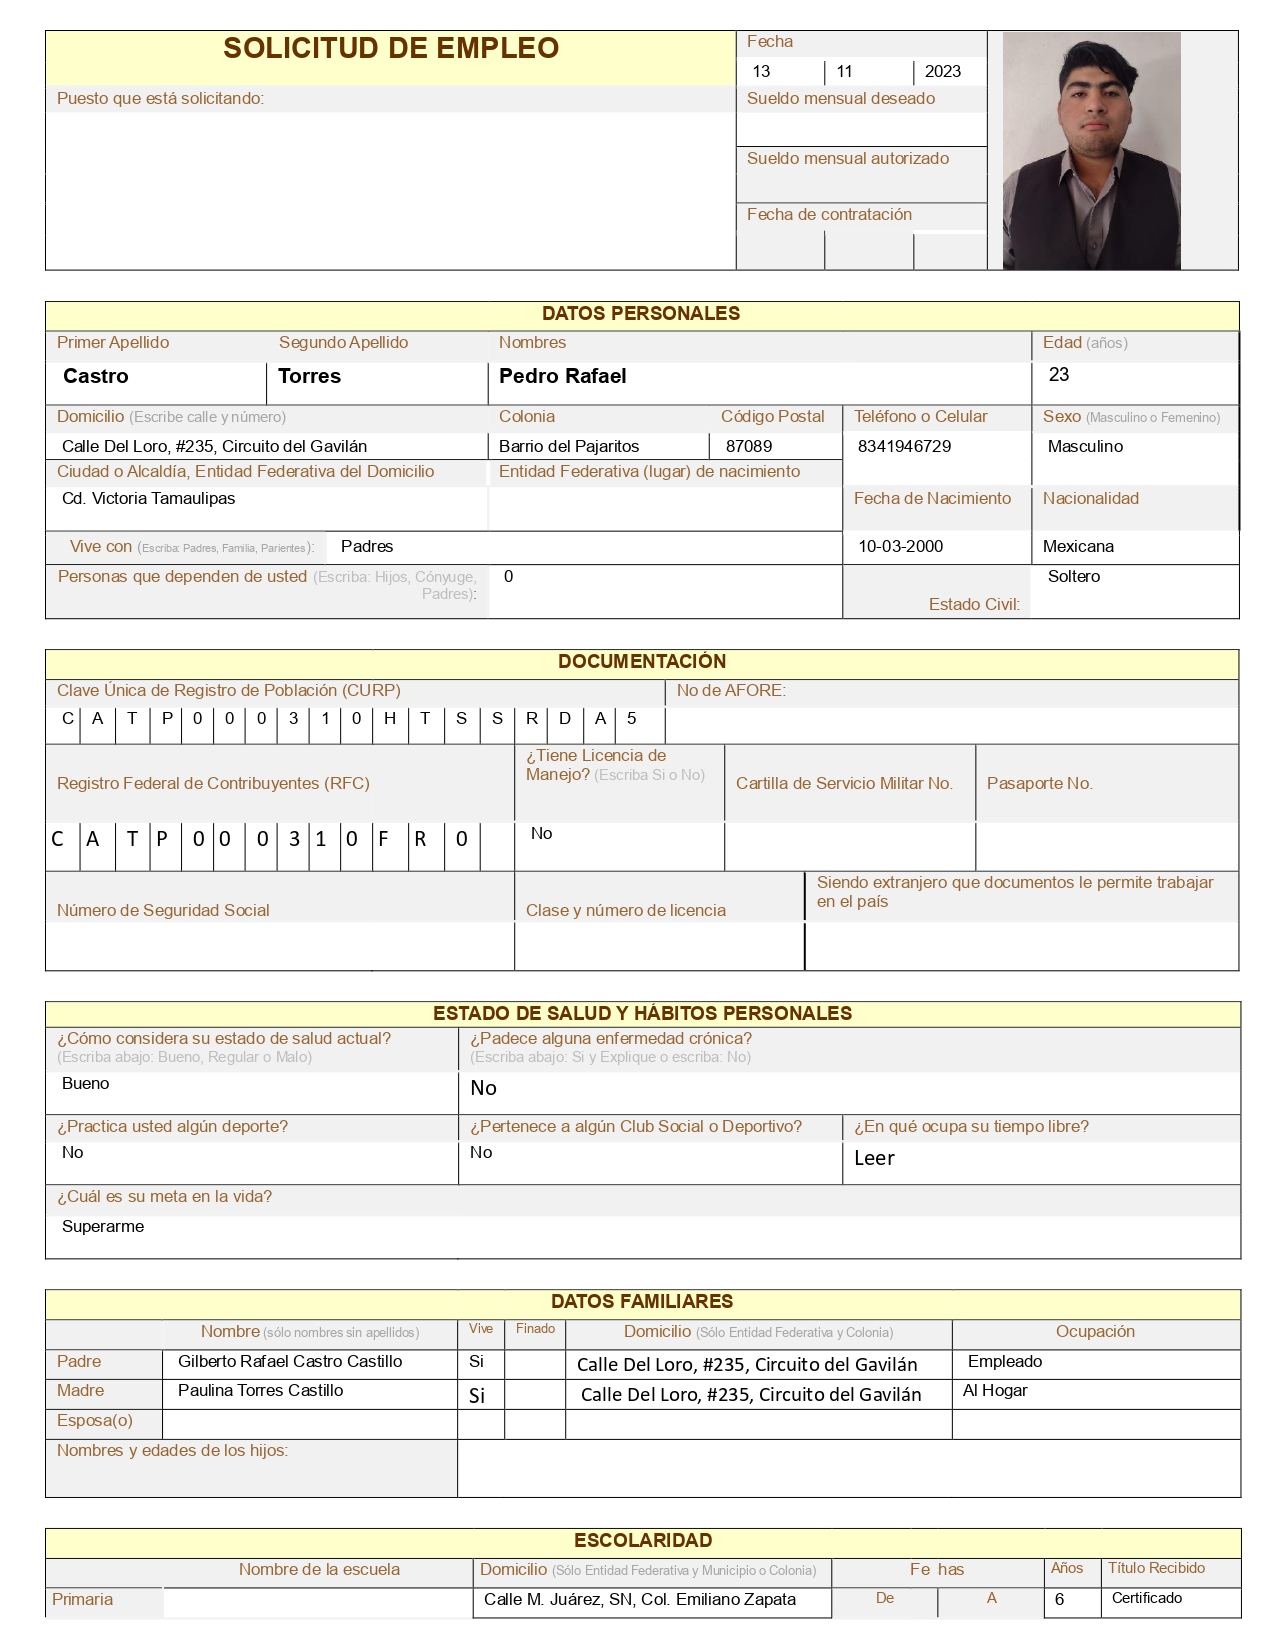 SOLICITUD DE EMPLEO
Fecha
13 11 2023
Puesto que está solicitando:
Sueldo mensual deseado
Sueldo mensual autorizado
Fecha de contratación
DATOS PERSONALES
Primer Apellido Segundo Apellido Nombres Edad (años)
Castro Torres Pedro Rafael 23
Domicilio (Escribe calle y número) Colonia Código Postal Teléfono o Celular Sexo (Masculino o Femenino)
Calle Del Loro, #235, Circuito del Gavilán Barrio del Pajaritos 87089 8341946729 Masculino
Ciudad o Alcaldía, Entidad Federativa del Domicilio Entidad Federativa (lugar) de nacimiento
Cd. Victoria Tamaulipas Fecha de Nacimiento Nacionalidad
Vive con (Escriba: Padres, Familia, Parientes): Padres 10-03-2000 Mexicana
Personas que dependen de usted (Escriba: Hijos, Cónyuge, 0 Soltero
Padres): Estado Civil:
DOCUMENTACIÓN
Clave Única de Registro de Población (CURP) No de AFORE:
C A T P 0 0 0 3 1 0 H T S S R D A 5
¿Tiene Licencia de
Manejo? (Escriba Si o No)
Registro Federal de Contribuyentes (RFC) Cartilla de Servicio Militar No. Pasaporte No.
C A T P 0 0 0 3 1 0 F R 0 No
Siendo extranjero que documentos le permite trabajar
en el país
Número de Seguridad Social Clase y número de licencia
ESTADO DE SALUD Y HÁBITOS PERSONALES
¿Cómo considera su estado de salud actual? ¿Padece alguna enfermedad crónica?
(Escriba abajo: Bueno, Regular o Malo) (Escriba abajo: Si y Explique o escriba: No)
Bueno No
¿Practica usted algún deporte? ¿Pertenece a algún Club Social o Deportivo? ¿En qué ocupa su tiempo libre?
No No Leer
¿Cuál es su meta en la vida?
Superarme
DATOS FAMILIARES
Nombre (sólo nombres sin apellidos) Vive Finado Domicilio (Sólo Entidad Federativa y Colonia) Ocupación
Padre Gilberto Rafael Castro Castillo Si Calle Del Loro, #235, Circuito del Gavilán Empleado
Madre Paulina Torres Castillo Si Calle Del Loro, #235, Circuito del Gavilán Al Hogar
Esposa(o)
Nombres y edades de los hijos:
ESCOLARIDAD
Nombre de la escuela Domicilio (Sólo Entidad Federativa y Municipio o Colonia) Fe has Años Título Recibido
Primaria Calle M. Juárez, SN, Col. Emiliano Zapata De A 6 Certificado